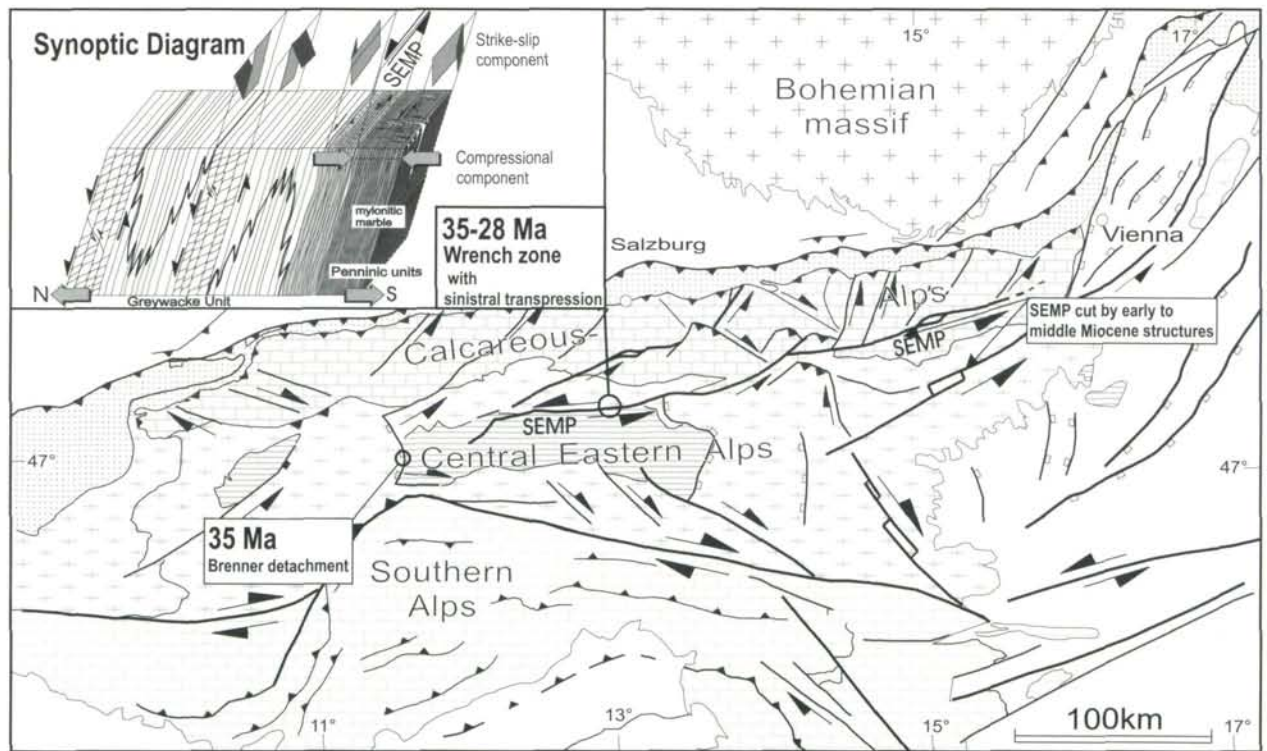 Synoptic Diagram
SEMP
Strike-slip
component
Compressional
component
mylonitic
marble
Penninic units
N
Greywacke Unit
S
35-28 Ma
Wrench zone
with
sinistral transpression
15°
17°
Bohemian
massif
Salzburg
Vienna
Calcareous-
Alps
SEMP
SEMP cut by early to
middle Miocene structures
SEMP
47°
Central Eastern Alps
47°
35 Ma
Brenner detachment
Southern
Alps
11°
13°
15°
100km
17°